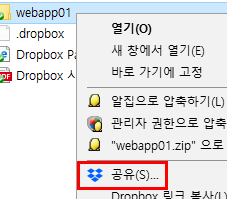 webapp01
.dropbox
Dropbox
Dropbox 사
열기(O)
새 창에서 열기(E)
바로 가기에 고정
알집으로 압축하기(L)
관리자 권한으로 압축
"webapp01.zip" 으로
공유(S)...
Dropbox 링크 복사(L)